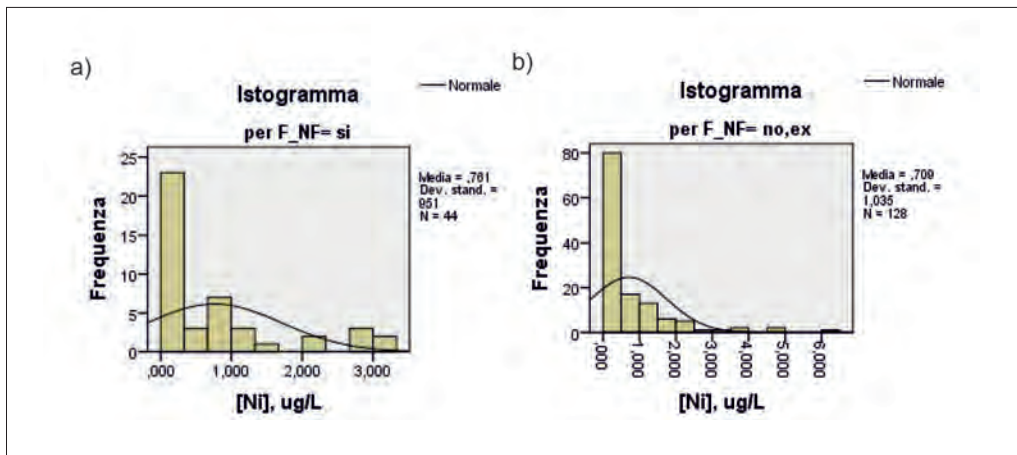 a)
Istogramma
Normale
per F_NF= si
25
20
15
10
5
0
Frequenza
,000
1,000
2,000
3,000
[Ni], ug/L
Media = ,761
Dev. stand. =
951
N = 44
b)
Istogramma
Normale
per F_NF= no,ex
80
60
40
20
0
Frequenza
,000
1,000
2,000
3,000
4,000
5,000
6,000
[Ni], ug/L
Media = ,709
Dev. stand. =
1,035
N = 128